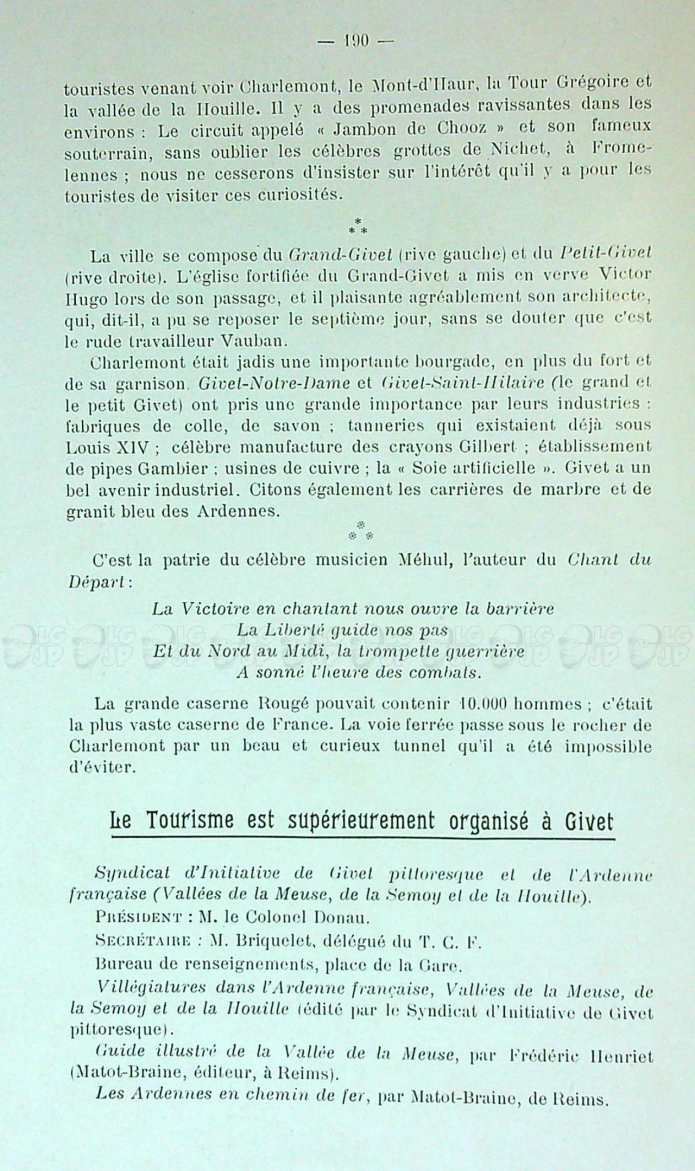 — 190 —
touristes venant voir Charlemont, le Mont-d'Haur, la Tour Grégoire et
la vallée de la Houille. Il y a des promenades ravissantes dans les
environs : Le circuit appelé « Jambon de Chooz » et son fameux
souterrain, sans oublier les célèbres grottes de Nichet, à Frome-
lennes ; nous ne cesserons d'insister sur l'intérêt qu'il y a pour les
touristes de visiter ces curiosités.
*
* *
La ville se compose du Grand-Givet (rive gauche) et du Petit-Givet
(rive droite). L'église fortifiée du Grand-Givet a mis en verve Victor
Hugo lors de son passage, et il plaisante agréablement son architecte,
qui, dit-il, a pu se reposer le septième jour, sans se douter que c'est
le rude travailleur Vauban.
Charlemont était jadis une importante bourgade, en plus du fort et
de sa garnison. Givet-Notre-Dame et Givet-Saint-Hilaire (le grand et
le petit Givet) ont pris une grande importance par leurs industries :
fabriques de colle, de savon ; tanneries qui existaient déjà sous
Louis XIV ; célèbre manufacture des crayons Gilbert ; établissement
de pipes Gambier ; usines de cuivre ; la « Soie artificielle ». Givet a un
bel avenir industriel. Citons également les carrières de marbre et de
granit bleu des Ardennes.
*
* *
C'est la patrie du célèbre musicien Méhul, l'auteur du Chant du
Départ :
La Victoire en chantant nous ouvre la barrière
La Liberté guide nos pas
Et du Nord au Midi, la trompette guerrière
A sonné l'heure des combats.
La grande caserne Rougé pouvait contenir 10.000 hommes ; c'était
la plus vaste caserne de France. La voie ferrée passe sous le rocher de
Charlemont par un beau et curieux tunnel qu'il a été impossible
d'éviter.
Le Tourisme est supérieurement organisé à Givet
Syndicat d'Initiative de Givet pittoresque et de l'Ardenne
française (Vallées de la Meuse, de la Semoy et de la Houille).
PRÉSIDENT : M. le Colonel Donau.
SECRÉTAIRE : M. Briquelet, délégué du T. C. F.
Bureau de renseignements, place de la Gare.
Villégiatures dans l'Ardenne française, Vallées de la Meuse, de
la Semoy et de la Houille (édité par le Syndicat d'Initiative de Givet
pittoresque).
Guide illustré de la Vallée de la Meuse, par Frédéric Henriet
(Matot-Braine, éditeur, à Reims).
Les Ardennes en chemin de fer, par Matot-Braine, de Reims.